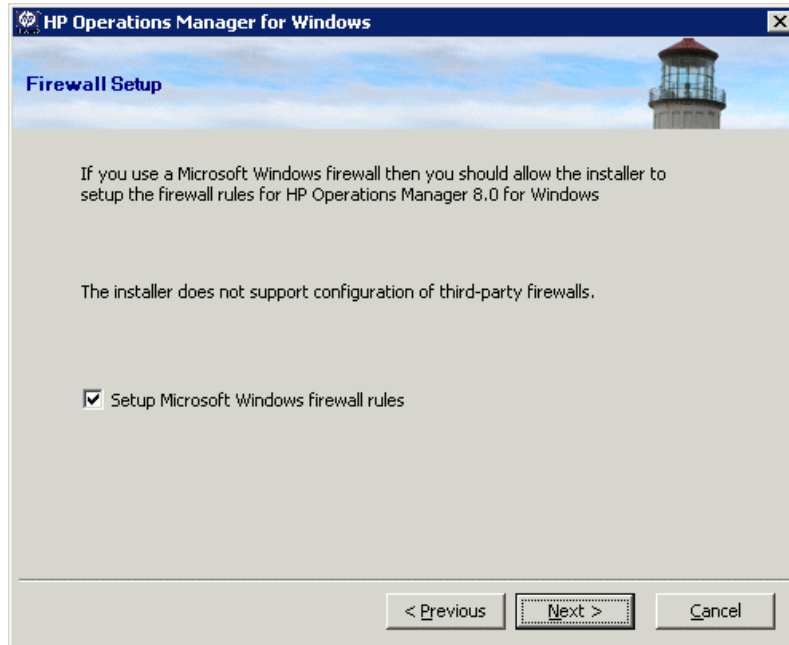 HP Operations Manager for Windows
Firewall Setup
If you use a Microsoft Windows firewall then you should allow the installer to
setup the firewall rules for HP Operations Manager 8.0 for Windows
The installer does not support configuration of third-party firewalls.
Setup Microsoft Windows firewall rules
< Previous
Next >
Cancel